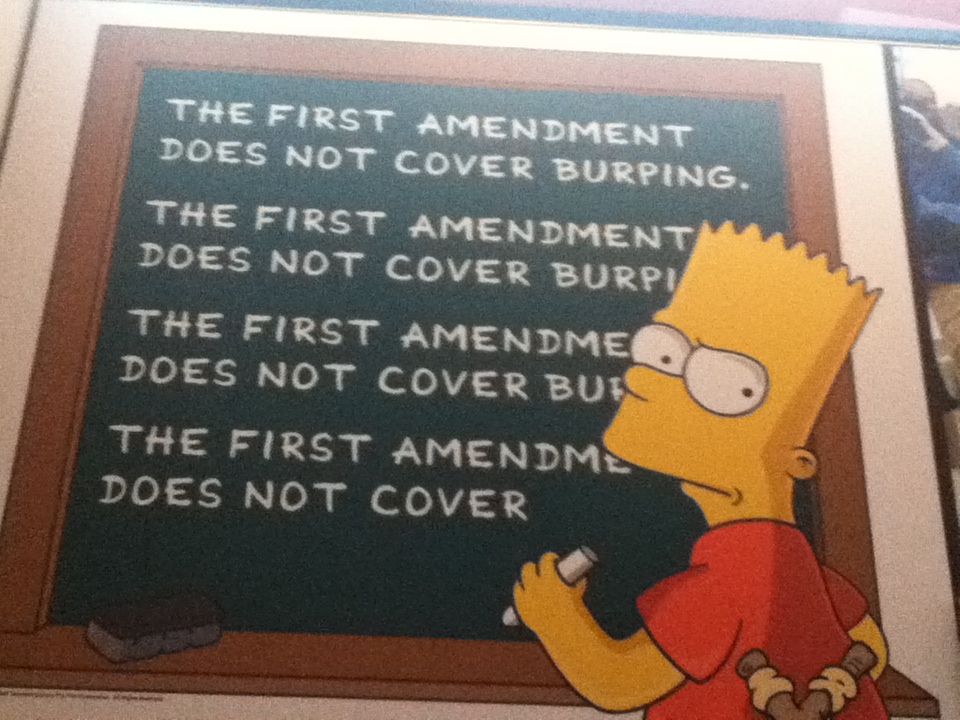 THE FIRST AMENDMENT
DOES NOT COVER BURPING.
THE FIRST AMENDMENT
DOES NOT COVER BURPI
THE FIRST AMENDME
DOES NOT COVER BUR
THE FIRST AMENDME
DOES NOT COVER